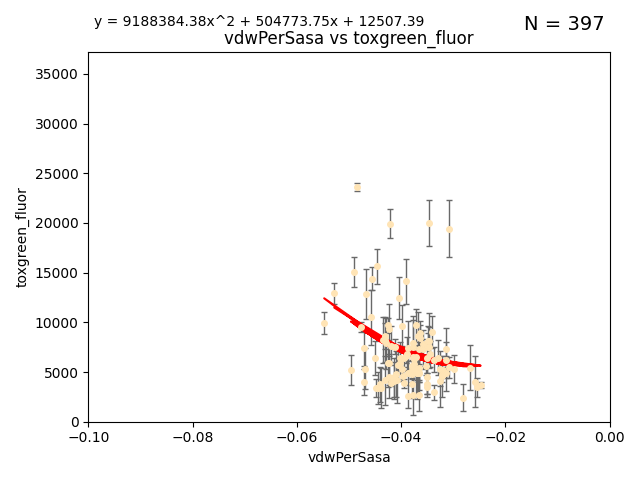 y = 9188384.38x^2 + 504773.75x + 12507.39
N = 397
vdwPerSasa vs toxgreen_fluor
35000
30000
25000
20000
15000
10000
5000
0
toxgreen_fluor
−0.10
−0.08
−0.06
−0.04
−0.02
0.00
vdwPerSasa